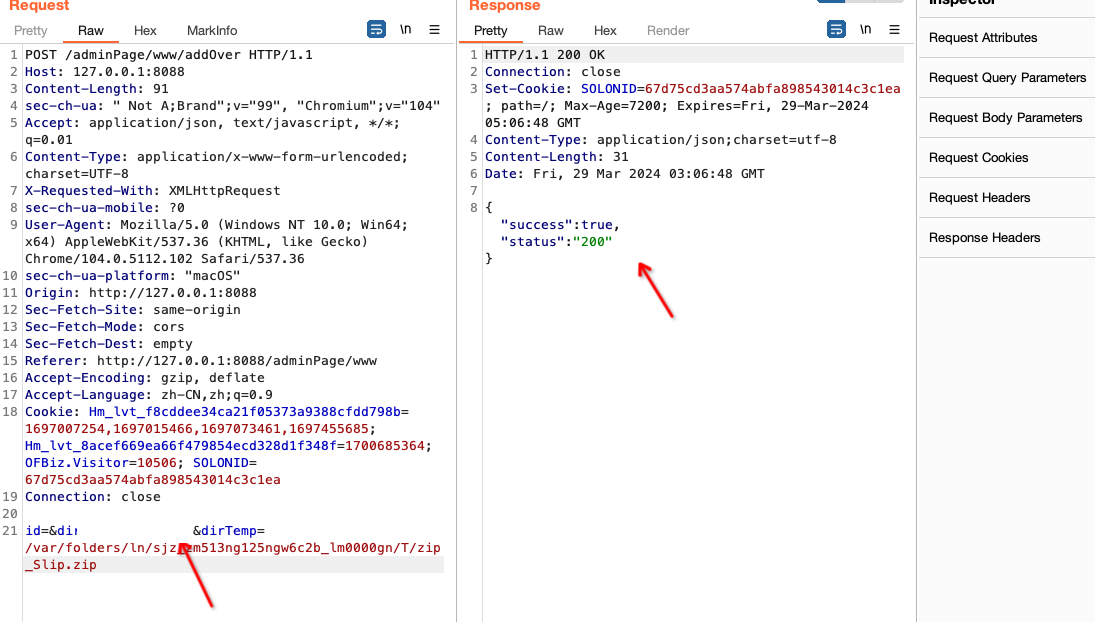 Request
Pretty Raw Hex MarkInfo \n
1 POST /adminPage/www/addOver HTTP/1.1
2 Host: 127.0.0.1:8088
3 Content-Length: 91
4 sec-ch-ua: " Not A;Brand";v="99", "Chromium";v="104"
5 Accept: application/json, text/javascript, */*;
q=0.01
6 Content-Type: application/x-www-form-urlencoded;
charset=UTF-8
7 X-Requested-With: XMLHttpRequest
8 sec-ch-ua-mobile: ?0
9 User-Agent: Mozilla/5.0 (Windows NT 10.0; Win64;
x64) AppleWebKit/537.36 (KHTML, like Gecko)
Chrome/104.0.5112.102 Safari/537.36
10 sec-ch-ua-platform: "macOS"
11 Origin: http://127.0.0.1:8088
12 Sec-Fetch-Site: same-origin
13 Sec-Fetch-Mode: cors
14 Sec-Fetch-Dest: empty
15 Referer: http://127.0.0.1:8088/adminPage/www
16 Accept-Encoding: gzip, deflate
17 Accept-Language: zh-CN,zh;q=0.9
18 Cookie: Hm_lvt_f8cddee34ca21f05373a9388cfdd798b=
1697007254,1697015466,1697073461,1697455685;
Hm_lvt_8acef669ea66f479854ecd328d1f348f=1700685364;
OFBiz.Visitor=10506; SOLONID=
67d75cd3aa574abfa898543014c3c1ea
19 Connection: close
20
21 id=&dir &dirTemp=
_Slip.zip
Response
Pretty Raw Hex Render \n
1 HTTP/1.1 200 OK
2 Connection: close
3 Set-Cookie: SOLONID=67d75cd3aa574abfa898543014c3c1ea
; path=/; Max-Age=7200; Expires=Fri, 29-Mar-2024
05:06:48 GMT
4 Content-Type: application/json;charset=utf-8
5 Content-Length: 31
6 Date: Fri, 29 Mar 2024 03:06:48 GMT
7
8 {
"success":true,
"status":"200"
}
Inspector
Request Attributes
Request Query Parameters
Request Body Parameters
Request Cookies
Request Headers
Response Headers